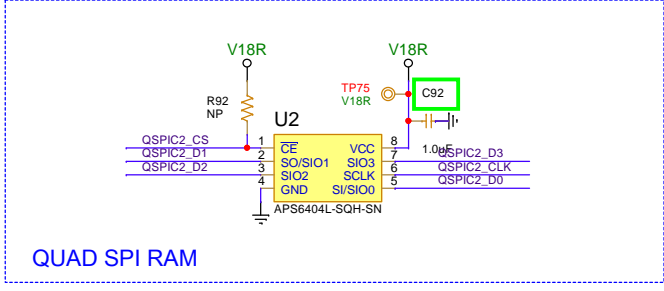 V18R
V18R
TP75
V18R
C92
R92
NP
U2
1.0uF
QSPIC2_CS
1
CE
VCC
8
QSPIC2_D1
2
SO/SIO1
SIO3
7
QSPIC2_D3
QSPIC2_D2
3
SIO2
SCLK
6
QSPIC2_CLK
4
GND
SI/SIO0
5
QSPIC2_D0
APS6404L-SQH-SN
QUAD SPI RAM